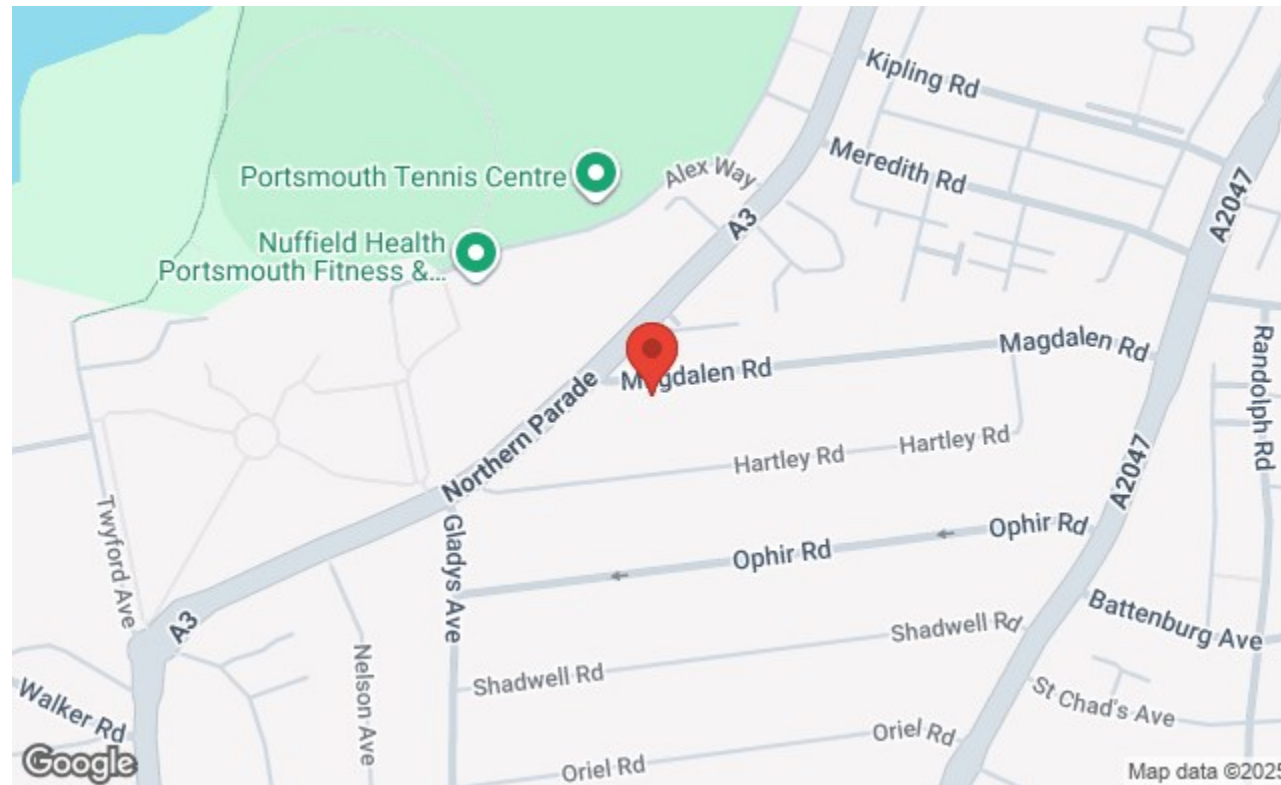 Kipling Rd
Meredith Rd
Alex Way
Portsmouth Tennis Centre
A3
A2047
Nuffield Health
Portsmouth Fitness &...
Magdalen Rd
Magdalen Rd
Randolph Rd
Northern Parade
Hartley Rd
Hartley Rd
A2047
Twyford Ave
Gladys Ave
Ophir Rd
Ophir Rd
Battenburg Ave
A3
Shadwell Rd
Shadwell Rd
Nelson Ave
Walker Rd
St Chad's Ave
Oriel Rd
Oriel Rd
Google
Map data ©2025